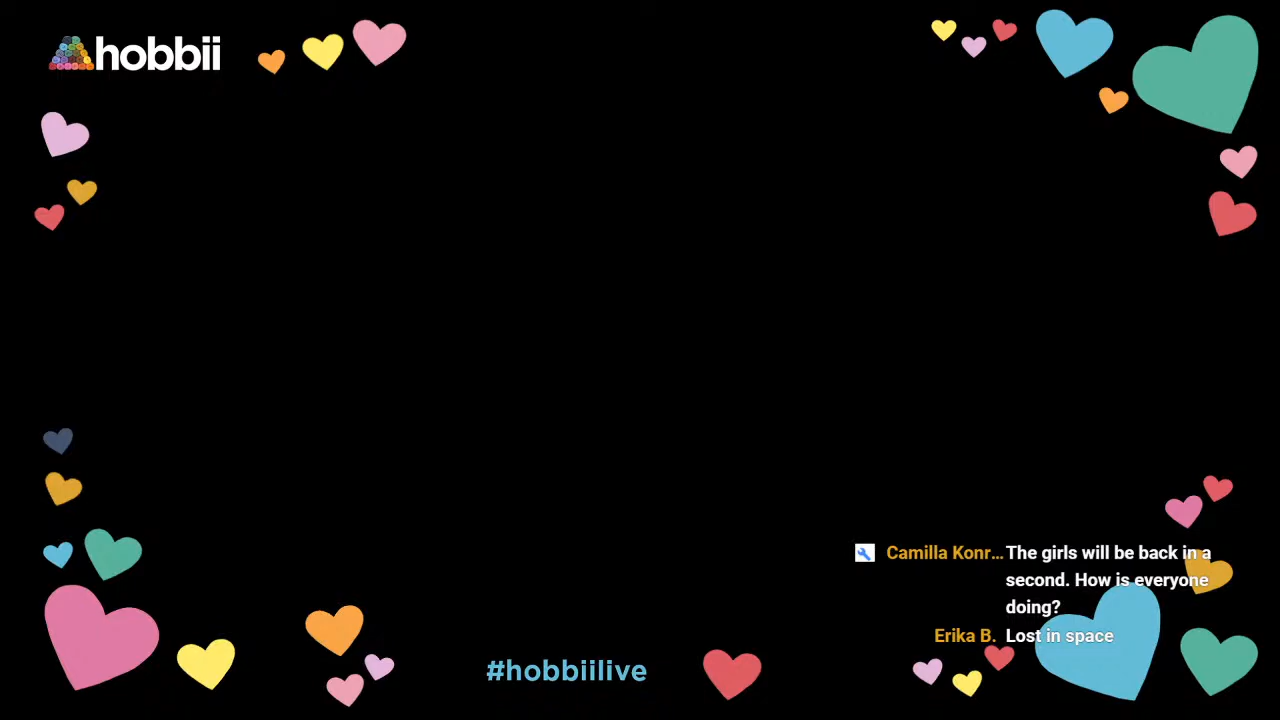 hobbii
Camilla Konr... The girls will be back in a
second. How is everyone
doing?
Erika B. Lost in space
#hobbiilive